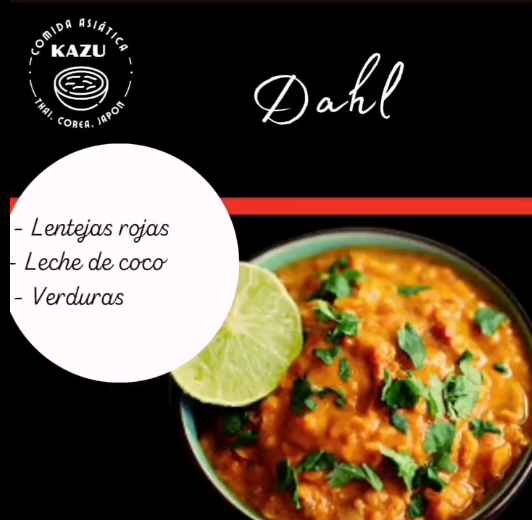 COMIDA ASIÁTICA
KAZU
THAI, COREA, JAPON
Dahl
- Lentejas rojas
- Leche de coco
- Verduras